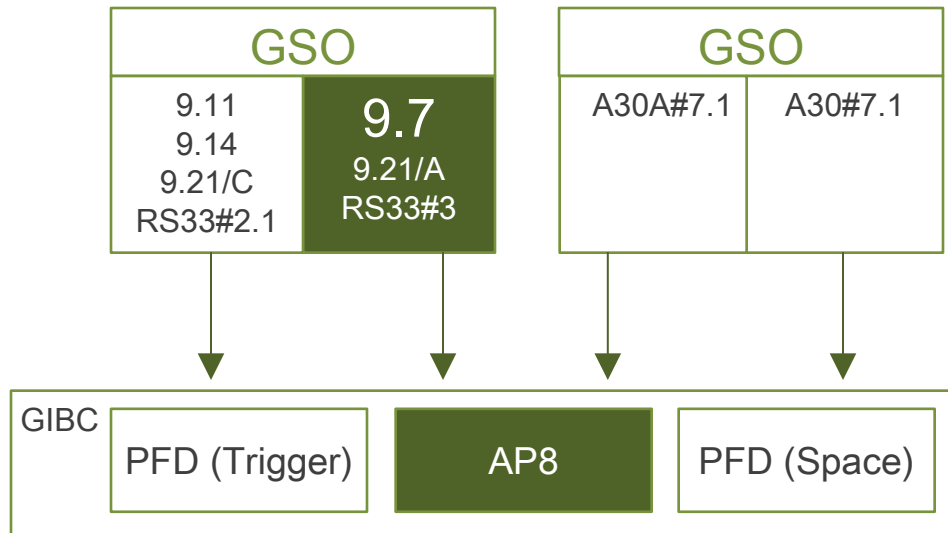 GSO
9.11
9.14
9.21/C
RS33#2.1
9.7
9.21/A
RS33#3
GSO
A30A#7.1
A30#7.1
GIBC
PFD (Trigger)
AP8
PFD (Space)